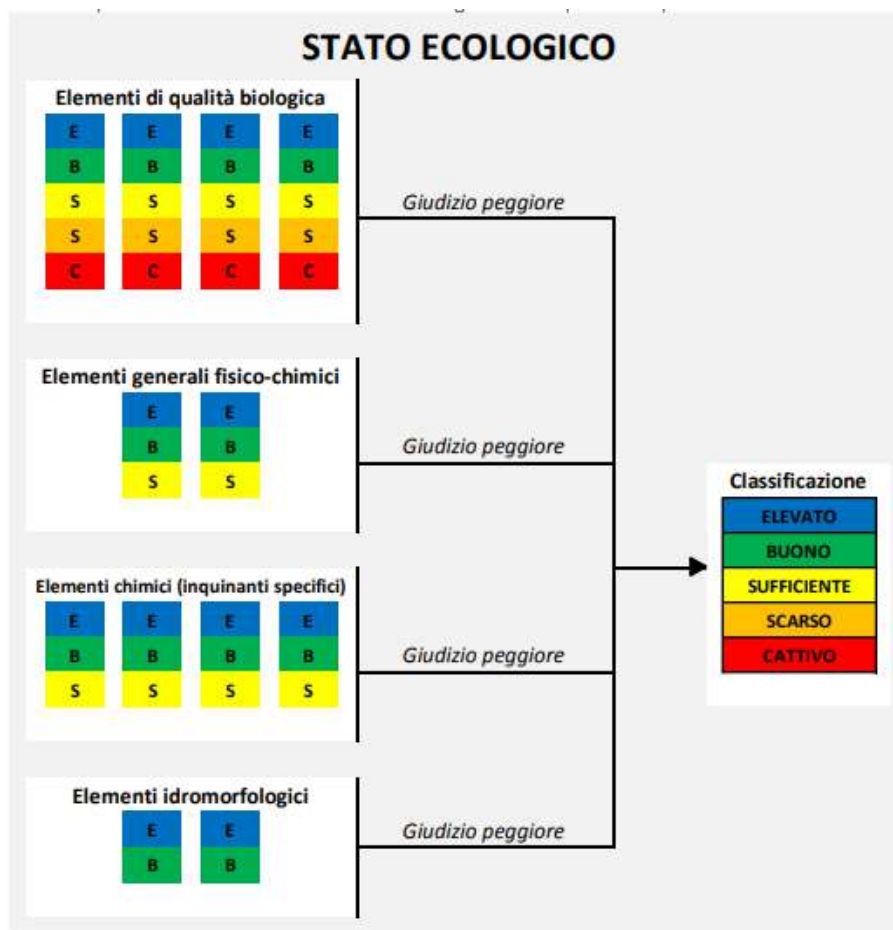 STATO ECOLOGICO
Elementi di qualità biologica
E E E E
B B B B
S S S S
S S S S
C C C C
Giudizio peggiore
Elementi generali fisico-chimici
E E
B B
S S
Giudizio peggiore
Elementi chimici (inquinanti specifici)
E E E E
B B B B
S S S S
Giudizio peggiore
Elementi idromorfologici
E E
B B
Giudizio peggiore
Classificazione
ELEVATO
BUONO
SUFFICIENTE
SCARSO
CATTIVO